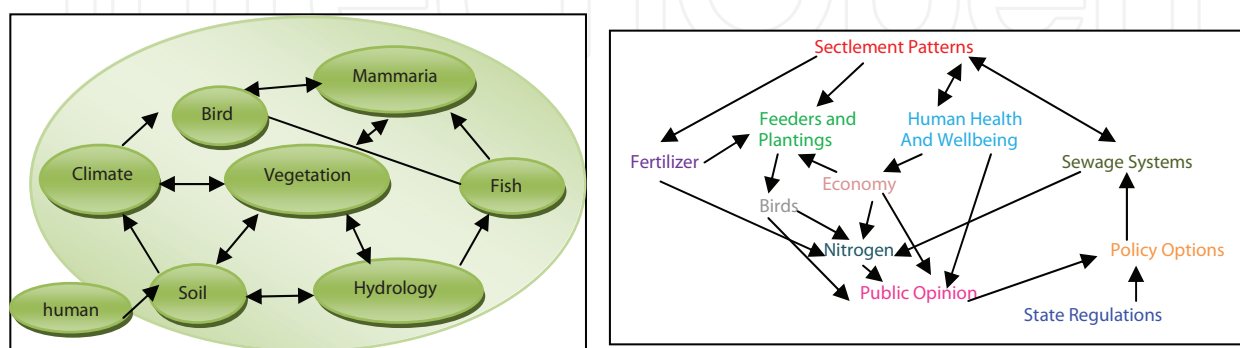 Mammaria
Bird
Climate
Vegetation
Fish
Soil
Hydrology
human
Sectlement Patterns
Feeders and
Plantings
Human Health
And Wellbeing
Fertilizer
Economy
Sewage Systems
Birds
Nitrogen
Policy Options
Public Opinion
State Regulations